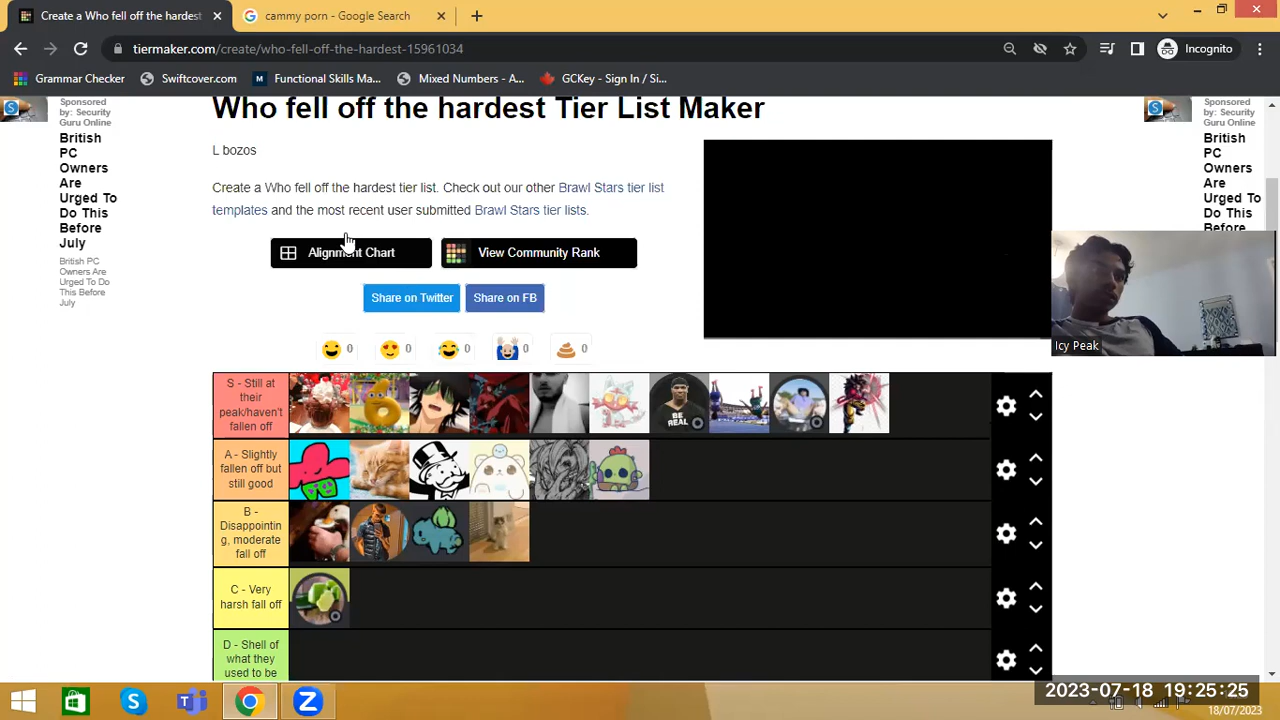 Create a Who fell off the hardest
cammy porn - Google Search
tiermaker.com/create/who-fell-off-the-hardest-15961034
Incognito
Grammar Checker
Swiftcover.com
Functional Skills Ma...
Mixed Numbers - A...
GCKey - Sign In / Si...
Sponsored
by: Security
Guru Online
British
PC
Owners
Are
Urged To
Do This
Before
July
British PC
Owners Are
Urged To Do
This Before
July
Who fell off the hardest Tier List Maker
L bozos
Create a Who fell off the hardest tier list. Check out our other Brawl Stars tier list
templates and the most recent user submitted Brawl Stars tier lists.
Alignment Chart
View Community Rank
Share on Twitter
Share on FB
0
0
0
0
0
Sponsored
by: Security
Guru Online
British
PC
Owners
Are
Urged To
Do This
Before
Icy Peak
S - Still at
their
peak/haven't
fallen off
BE
REAL
A - Slightly
fallen off but
still good
B -
Disappointin
g, moderate
fall off
C - Very
harsh fall off
D - Shell of
what they
used to be
2023-07-18 19:25:25
18/07/2023